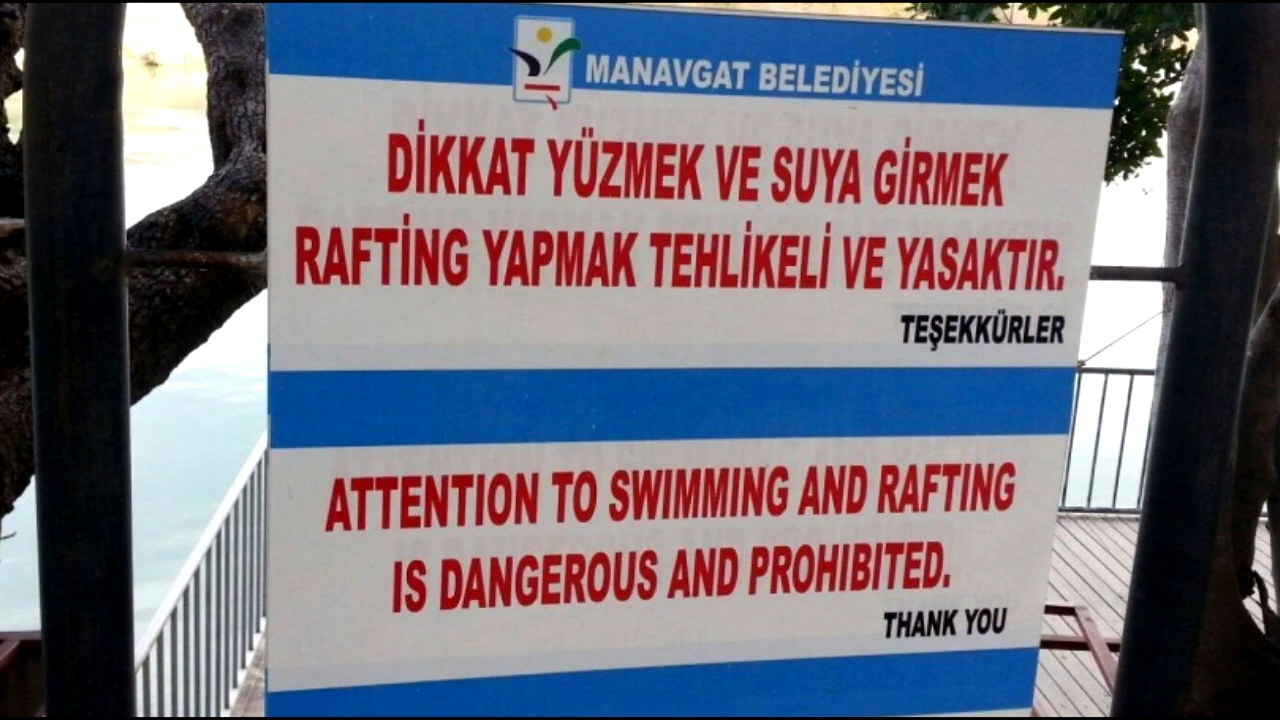 MANAVGAT BELEDİYESİ
DİKKAT YÜZMEK VE SUYA GİRMEK
RAFTİNG YAPMAK TEHLİKELİ VE YASAKTIR.
TEŞEKKÜRLER
ATTENTION TO SWIMMING AND RAFTING
IS DANGEROUS AND PROHIBITED.
THANK YOU